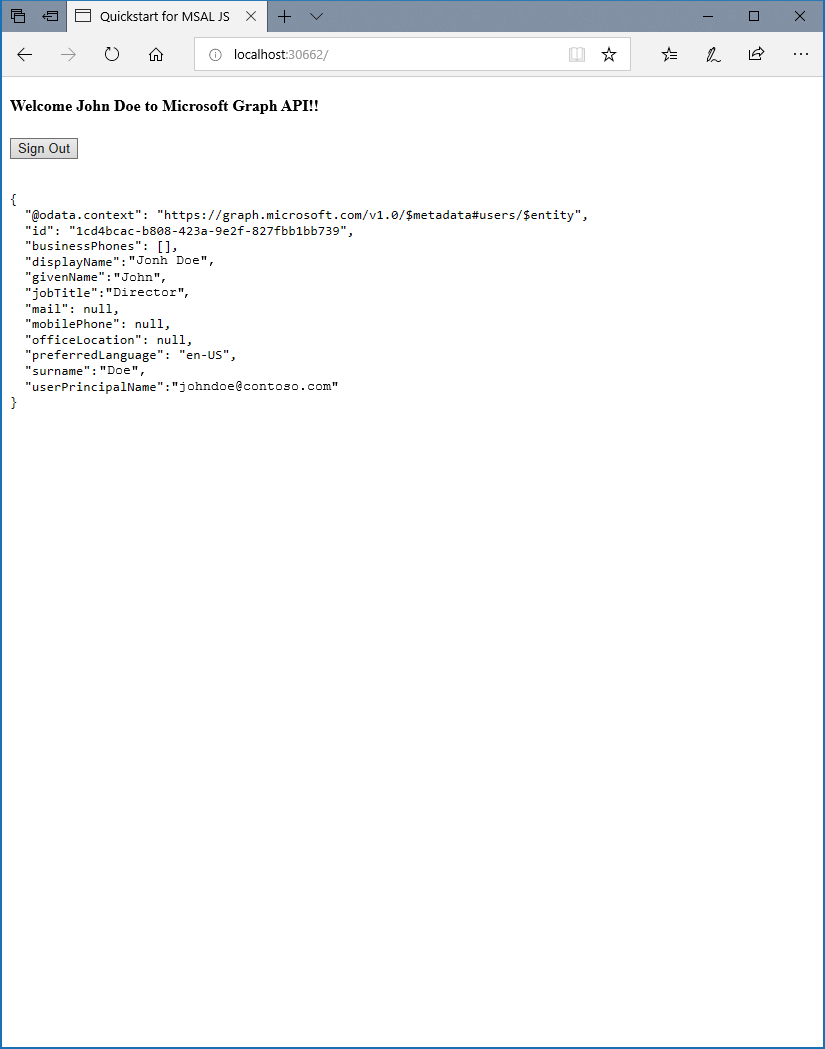 Quickstart for MSAL JS
localhost:30662/
Welcome John Doe to Microsoft Graph API!!
Sign Out
{
"@odata.context": "https://graph.microsoft.com/v1.0/$metadata#users/$entity",
"id": "1cd4bcac-b808-423a-9e2f-827fbb1bb739",
"businessPhones": [],
"displayName":"Jonh Doe",
"givenName":"John",
"jobTitle":"Director",
"mail": null,
"mobilePhone": null,
"officeLocation": null,
"preferredLanguage": "en-US",
"surname":"Doe",
"userPrincipalName":"johndoe@contoso.com"
}